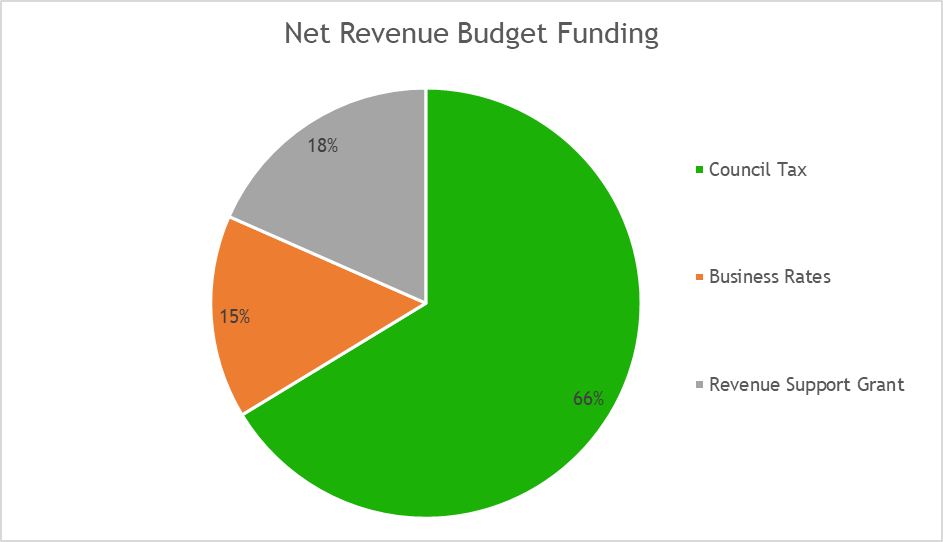 Net Revenue Budget Funding
18%
15%
66%
Council Tax
Business Rates
Revenue Support Grant